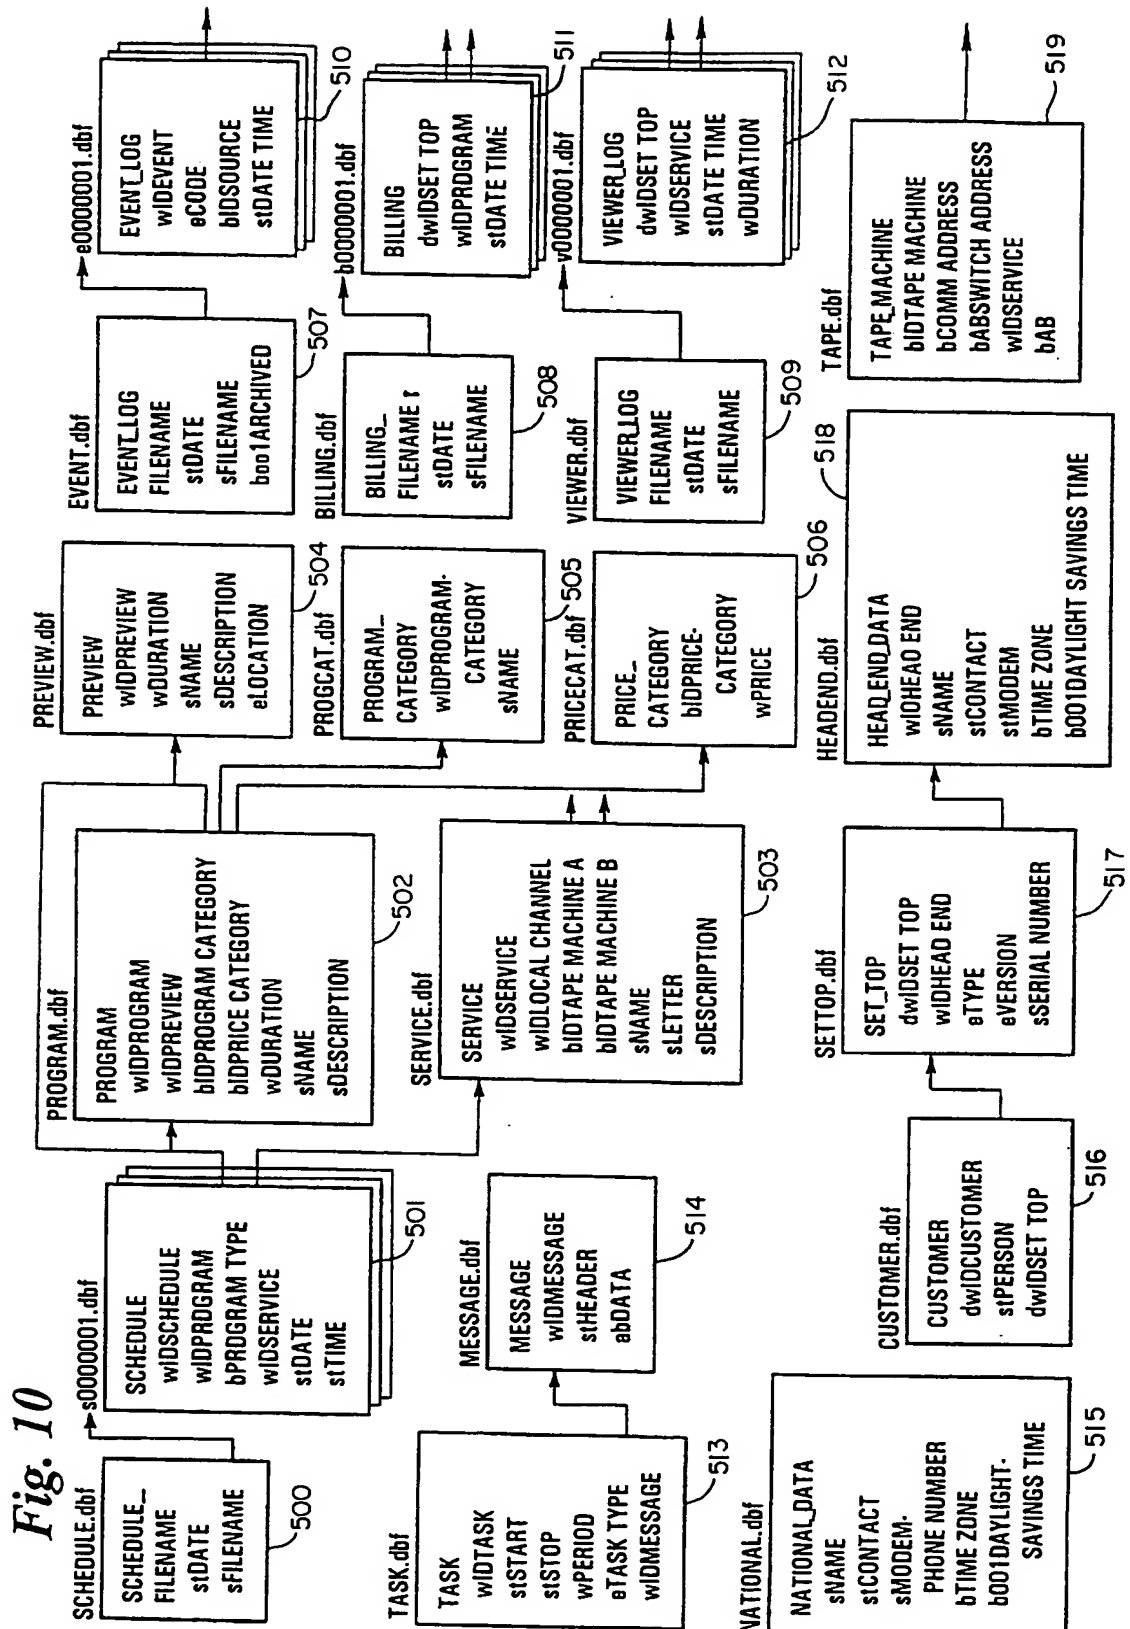 Fig. 10
SCHEDULE.dbf
SCHEDULE_
FILENAME
stDATE
sFILENAME
500
s0000001.dbf
SCHEDULE
wIDSCHEDULE
wIDPRDGRAM
bPRDGRAM TYPE
wIDSERVICE
stDATE
stTIME
501
PROGRAM.dbf
PROGRAM
wIDPROGRAM
wIDPREVIEW
bIDPROGRAM CATEGORY
bIDPRICE CATEGORY
wDURATION
sNAME
sDESCRIPTION
502
PREVIEW.dbf
PREVIEW
wIDPREVIEW
wDURATION
sNAME
sDESCRIPTION
eLOCATION
504
EVENT.dbf
EVENT_LOG
FILENAME
stDATE
sFILENAME
boo1ARCHIVED
507
e0000001.dbf
EVENT_LOG
wIDEVENT
eCODE
bIDSOURCE
stDATE TIME
510
PROGCAT.dbf
PROGRAM_
CATEGORY
wIDPROGRAM-
CATEGORY
sNAME
505
BILLING.dbf
BILLING_
FILENAME
stDATE
sFILENAME
508
b0000001.dbf
BILLING
dwIDSET TOP
wIDPRDGRAM
stDATE TIME
511
TASK.dbf
TASK
wIDTASK
stSTART
stSTOP
wPERIOD
eTASK TYPE
wIDMESSAGE
513
MESSAGE.dbf
MESSAGE
wIDMESSAGE
stHEADER
abDATA
514
SERVICE.dbf
SERVICE
wIDSERVICE
wIDLOCAL CHANNEL
bIDTAPE MACHINE A
bIDTAPE MACHINE B
sNAME
sLETTER
sDESCRIPTION
503
PRICECAT.dbf
PRICE_
CATEGORY
bIDPRICE-
CATEGORY
wPRICE
506
VIEWER.dbf
VIEWER_LOG
FILENAME
stDATE
sFILENAME
509
v0000001.dbf
VIEWER_LOG
dwIDSET TOP
wIDSERVICE
stDATE TIME
wDURATION
512
NATIONAL.dbf
NATIONAL_DATA
sNAME
stCONTACT
sMODEM-
PHONE NUMBER
bTIME ZONE
b001DAYLIGHT-
SAVINGS TIME
515
CUSTOMER.dbf
CUSTOMER
dwIDCUSTOMER
stPERSON
dwIDSET TOP
516
SETTOP.dbf
SET_TOP
dwIDSET TOP
wIDHEAD END
eTYPE
eVERSION
sSERIAL NUMBER
517
HEADEND.dbf
HEAD_END_DATA
wIDHEAO END
sNAME
stCONTACT
stMODEM
bTIME ZONE
b001DAYLIGHT SAVINGS TIME
518
TAPE.dbf
TAPE_MACHINE
bIDTAPE MACHINE
bCOMM ADDRESS
bABSWITCH ADDRESS
wIDSERVICE
bAB
519